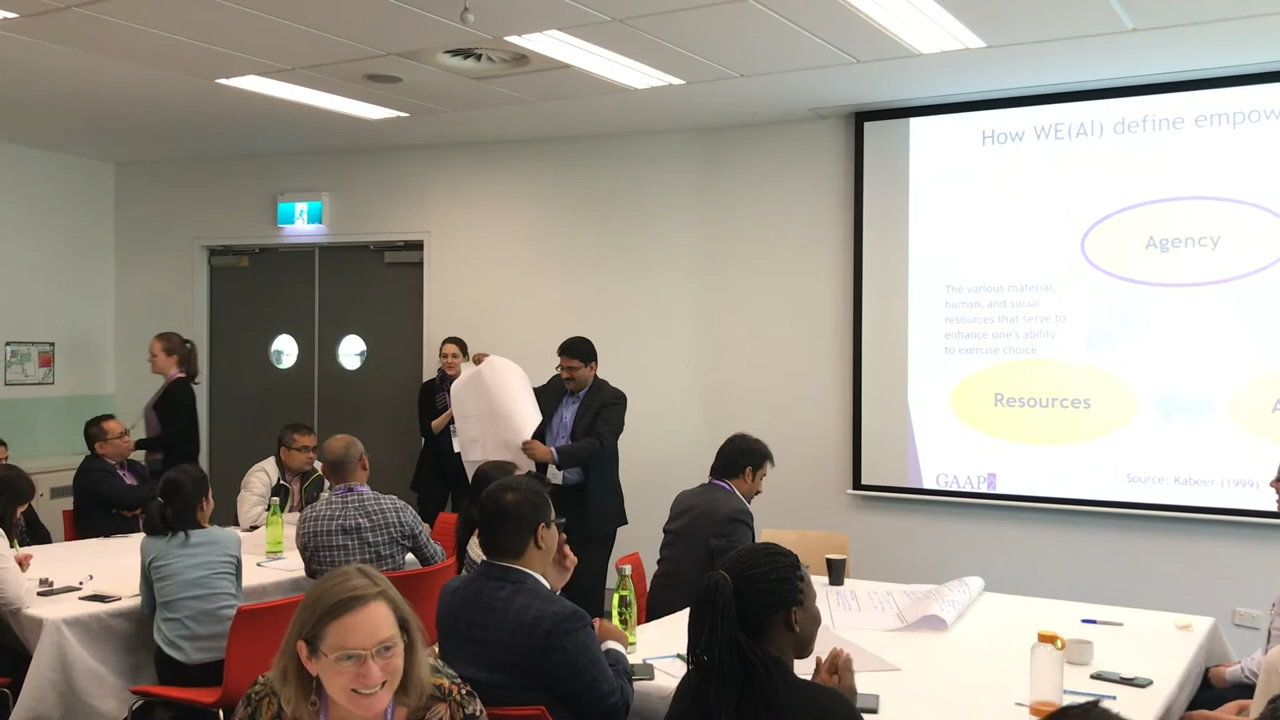 How WE(AI) define empow
Agency
The various material,
human, and social
resources that serve to
enhance one's ability
to exercise choice
Resources
A
GAAP2
Source: Kabeer (1999)